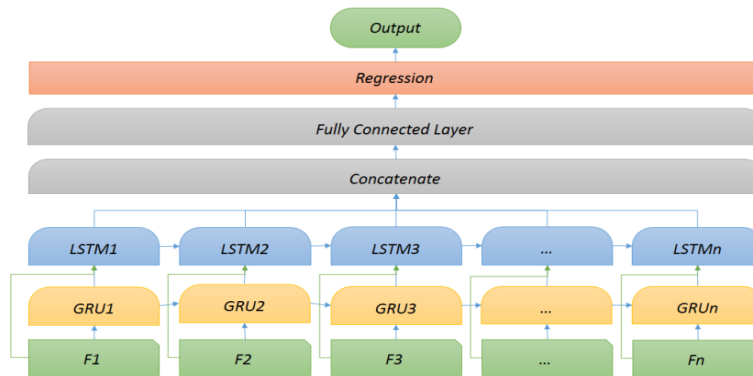 Output
Regression
Fully Connected Layer
Concatenate
LSTM1 LSTM2 LSTM3 ... LSTMn
GRU1 GRU2 GRU3 ... GRUn
F1 F2 F3 ... Fn